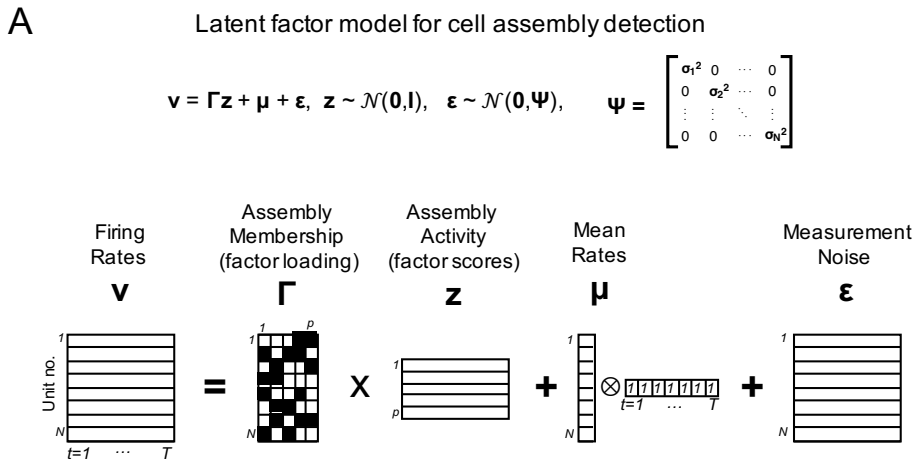 A
Latent factor model for cell assembly detection
v = Γz + μ + ε, z ~ 𝒩(0,I), ε ~ 𝒩(0,Ψ), Ψ =
σ₁² 0 ⋯ 0
0 σ₂² ⋯ 0
⋮ ⋮ ⋱ ⋮
0 0 ⋯ σN²
Firing
Rates
v
Assembly
Membership
(factor loading)
Γ
Assembly
Activity
(factor scores)
z
Mean
Rates
μ
Measurement
Noise
ε
1
Unit no.
N
t=1 ⋯ T
=
1 p
1
N
X
1
p
+
1
N
⊗
1 1 1 1 1 1 1
t=1 ⋯ T
+
1
N